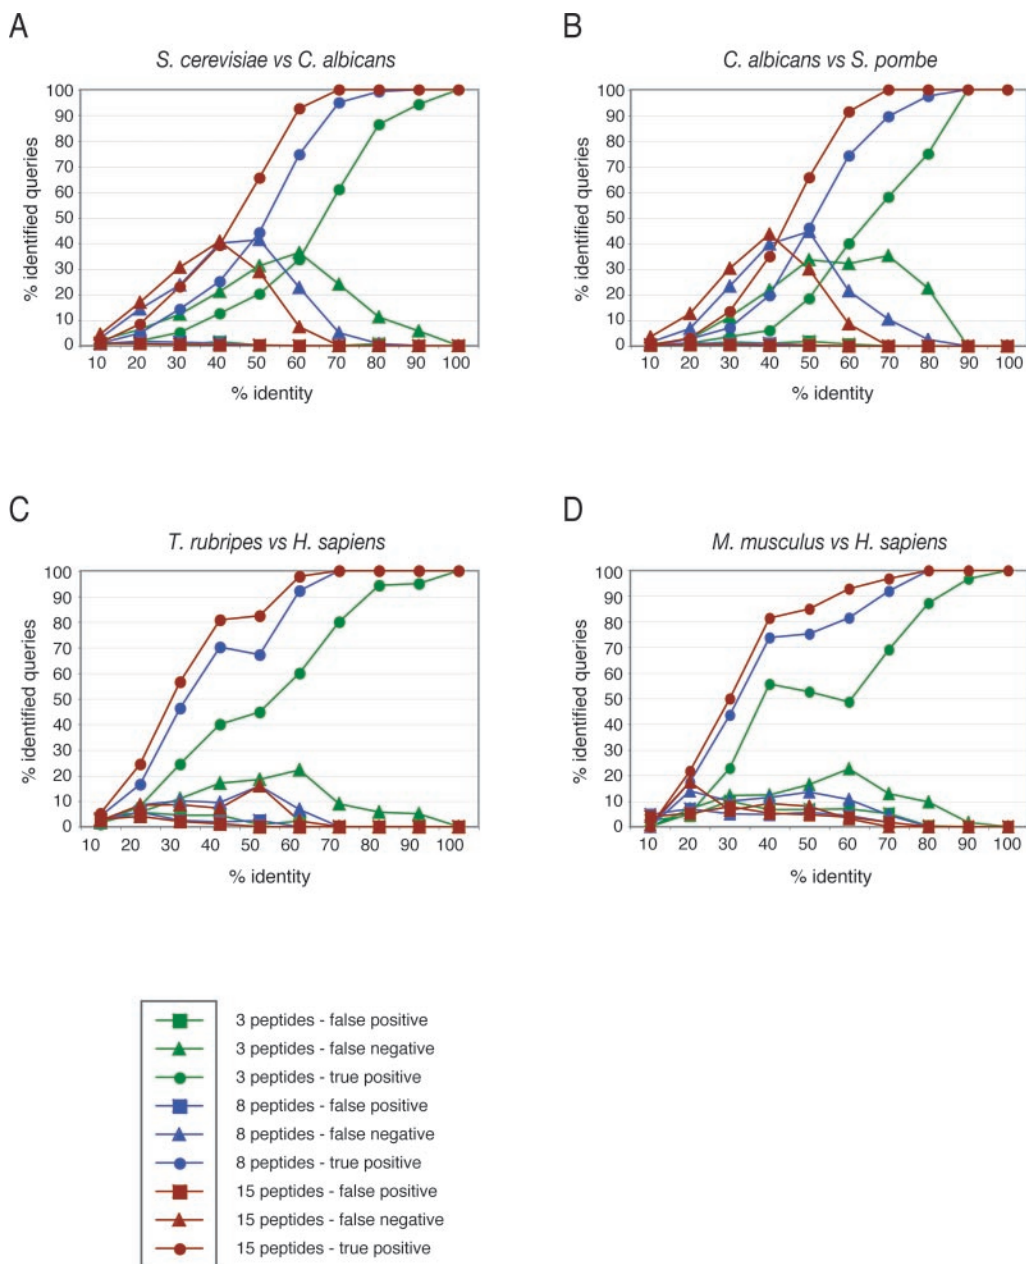 A
S. cerevisiae vs C. albicans
% identified queries
100
90
80
70
60
50
40
30
20
10
0
10 20 30 40 50 60 70 80 90 100
% identity
B
C. albicans vs S. pombe
% identified queries
100
90
80
70
60
50
40
30
20
10
0
10 20 30 40 50 60 70 80 90 100
% identity
C
T. rubripes vs H. sapiens
% identified queries
100
90
80
70
60
50
40
30
20
10
0
10 20 30 40 50 60 70 80 90 100
% identity
D
M. musculus vs H. sapiens
% identified queries
100
90
80
70
60
50
40
30
20
10
0
10 20 30 40 50 60 70 80 90 100
% identity
3 peptides - false positive
3 peptides - false negative
3 peptides - true positive
8 peptides - false positive
8 peptides - false negative
8 peptides - true positive
15 peptides - false positive
15 peptides - false negative
15 peptides - true positive